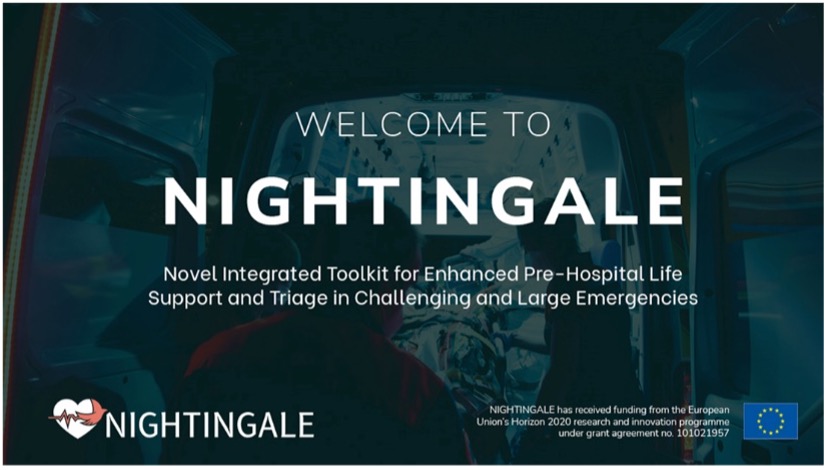 WELCOME TO
NIGHTINGALE
Novel Integrated Toolkit for Enhanced Pre-Hospital Life
Support and Triage in Challenging and Large Emergencies
NIGHTINGALE
NIGHTINGALE has received funding from the European
Union's Horizon 2020 research and innovation programme
under grant agreement no. 101021957